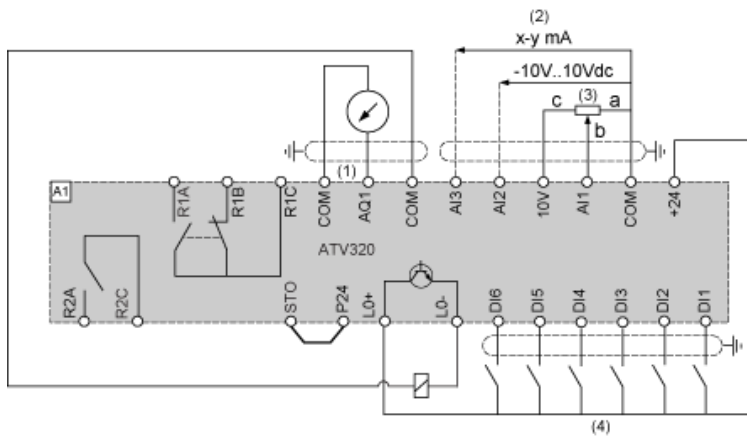 (2)
x-y mA
-10V..10Vdc
c (3) a
b
(1)
A1
R1A R1B R1C COM AQ1 COM AI3 AI2 10V AI1 COM +24
ATV320
R2A R2C STO P24 L0+ L0- DI6 DI5 DI4 DI3 DI2 DI1
(4)